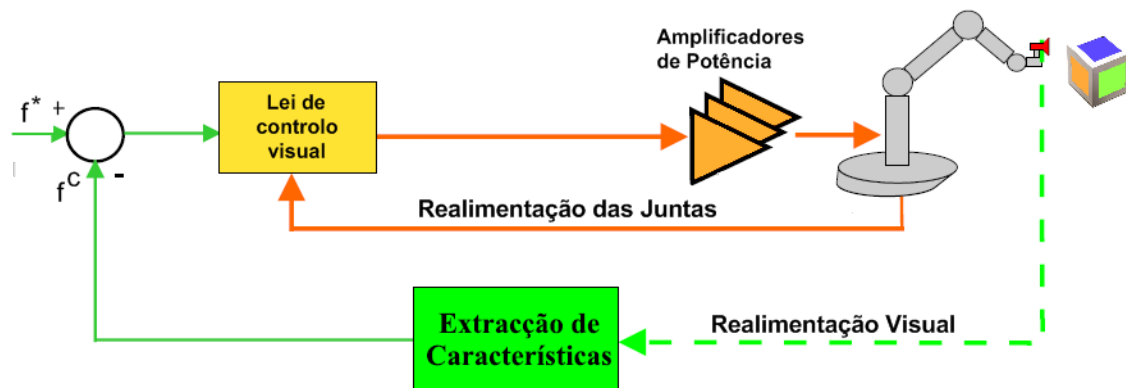 Amplificadores
de Potência
f* +
Lei de
controlo
visual
f^C -
Realimentação das Juntas
Extracção de
Características
Realimentação Visual